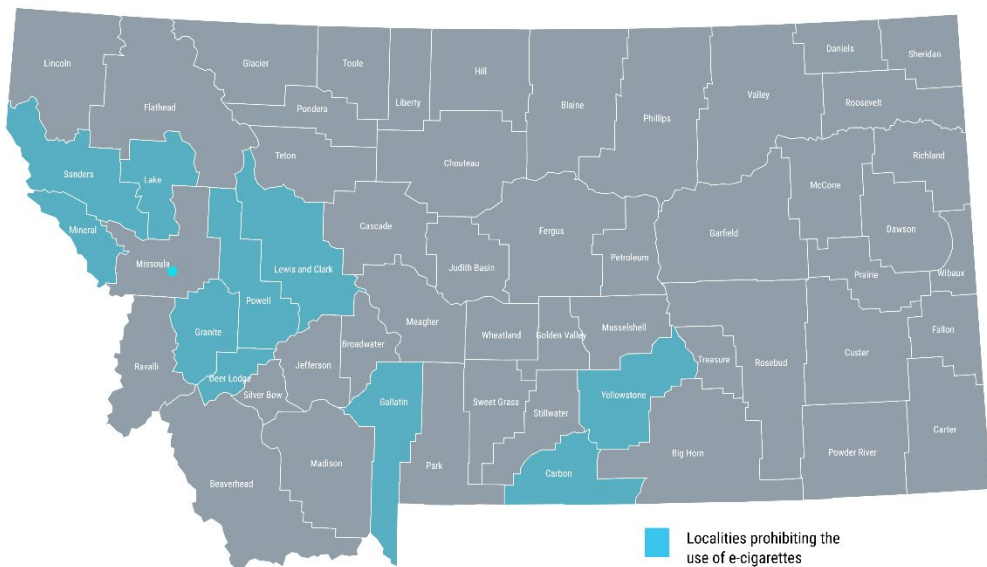 Daniels
Sheridan
Lincoln
Glacier
Toole
Hill
Liberty
Blaine
Phillips
Valley
Roosevelt
Flathead
Pondera
Teton
Chouteau
Richland
McCone
Sanders
Lake
Mineral
Cascade
Fergus
Garfield
Dawson
Judith Basin
Petroleum
Prairie
Wibaux
Missoula
Lewis and Clark
Powell
Granite
Meagher
Wheatland
Golden Valley
Musselshell
Treasure
Rosebud
Custer
Fallon
Broadwater
Jefferson
Ravalli
Deer Lodge
Silver Bow
Gallatin
Sweet Grass
Stillwater
Yellowstone
Big Horn
Powder River
Carter
Madison
Park
Carbon
Beaverhead
Localities prohibiting the
use of e-cigarettes